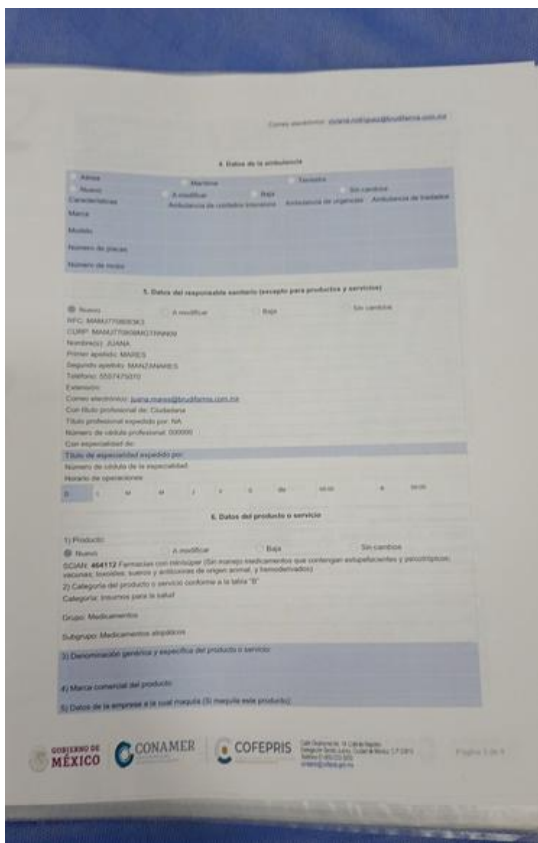 Correo electrónico:
4. Datos de la ambulancia
Aérea Marítima Terrestre
Nuevo A modificar Baja Sin cambios
Características Ambulancia de cuidados intensivos Ambulancia de urgencias Ambulancia de traslados
Marca
Modelo
Número de placas
Número de motor
5. Datos del responsable sanitario (excepto para productos y servicios)
Nuevo A modificar Baja Sin cambios
RFC:
CURP:
Nombre(s): JUANA
Primer apellido: MARES
Segundo apellido: MANZANARES
Teléfono:
Extensión:
Correo electrónico: juana.mares@brudifarma.com.mx
Con título profesional de: Ciudadana
Título profesional expedido por: NA
Número de cédula profesional: 000000
Con especialidad de:
Título de especialidad expedido por:
Número de cédula de la especialidad:
Horario de operaciones:
D L M M J V S de 00:00 a 00:00
6. Datos del producto o servicio
1) Producto:
Nuevo A modificar Baja Sin cambios
SCIAN: 464112 Farmacias con minisúper (Sin manejo medicamentos que contengan estupefacientes y psicotrópicos;
vacunas; toxoides; sueros y antitoxinas de origen animal, y hemoderivados)
2) Categoría del producto o servicio conforme a la tabla "B"
Categoría: Insumos para la salud
Grupo: Medicamentos
Subgrupo: Medicamentos alopáticos
3) Denominación genérica y específica del producto o servicio:
4) Marca comercial del producto:
5) Datos de la empresa a la cual maquila (Si maquila este producto):
GOBIERNO DE MÉXICO CONAMER COFEPRIS